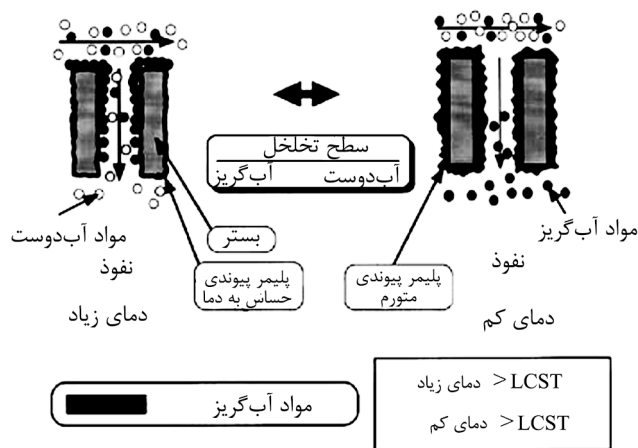 سطح تخلخل
آب‌دوست آب‌گریز
مواد آب‌گریز
نفوذ
دمای کم
پلیمر پیوندی
متورم
بستر
پلیمر پیوندی
حساس به دما
مواد آب‌دوست
نفوذ
دمای زیاد
دمای زیاد > LCST
دمای کم > LCST
مواد آب‌گریز